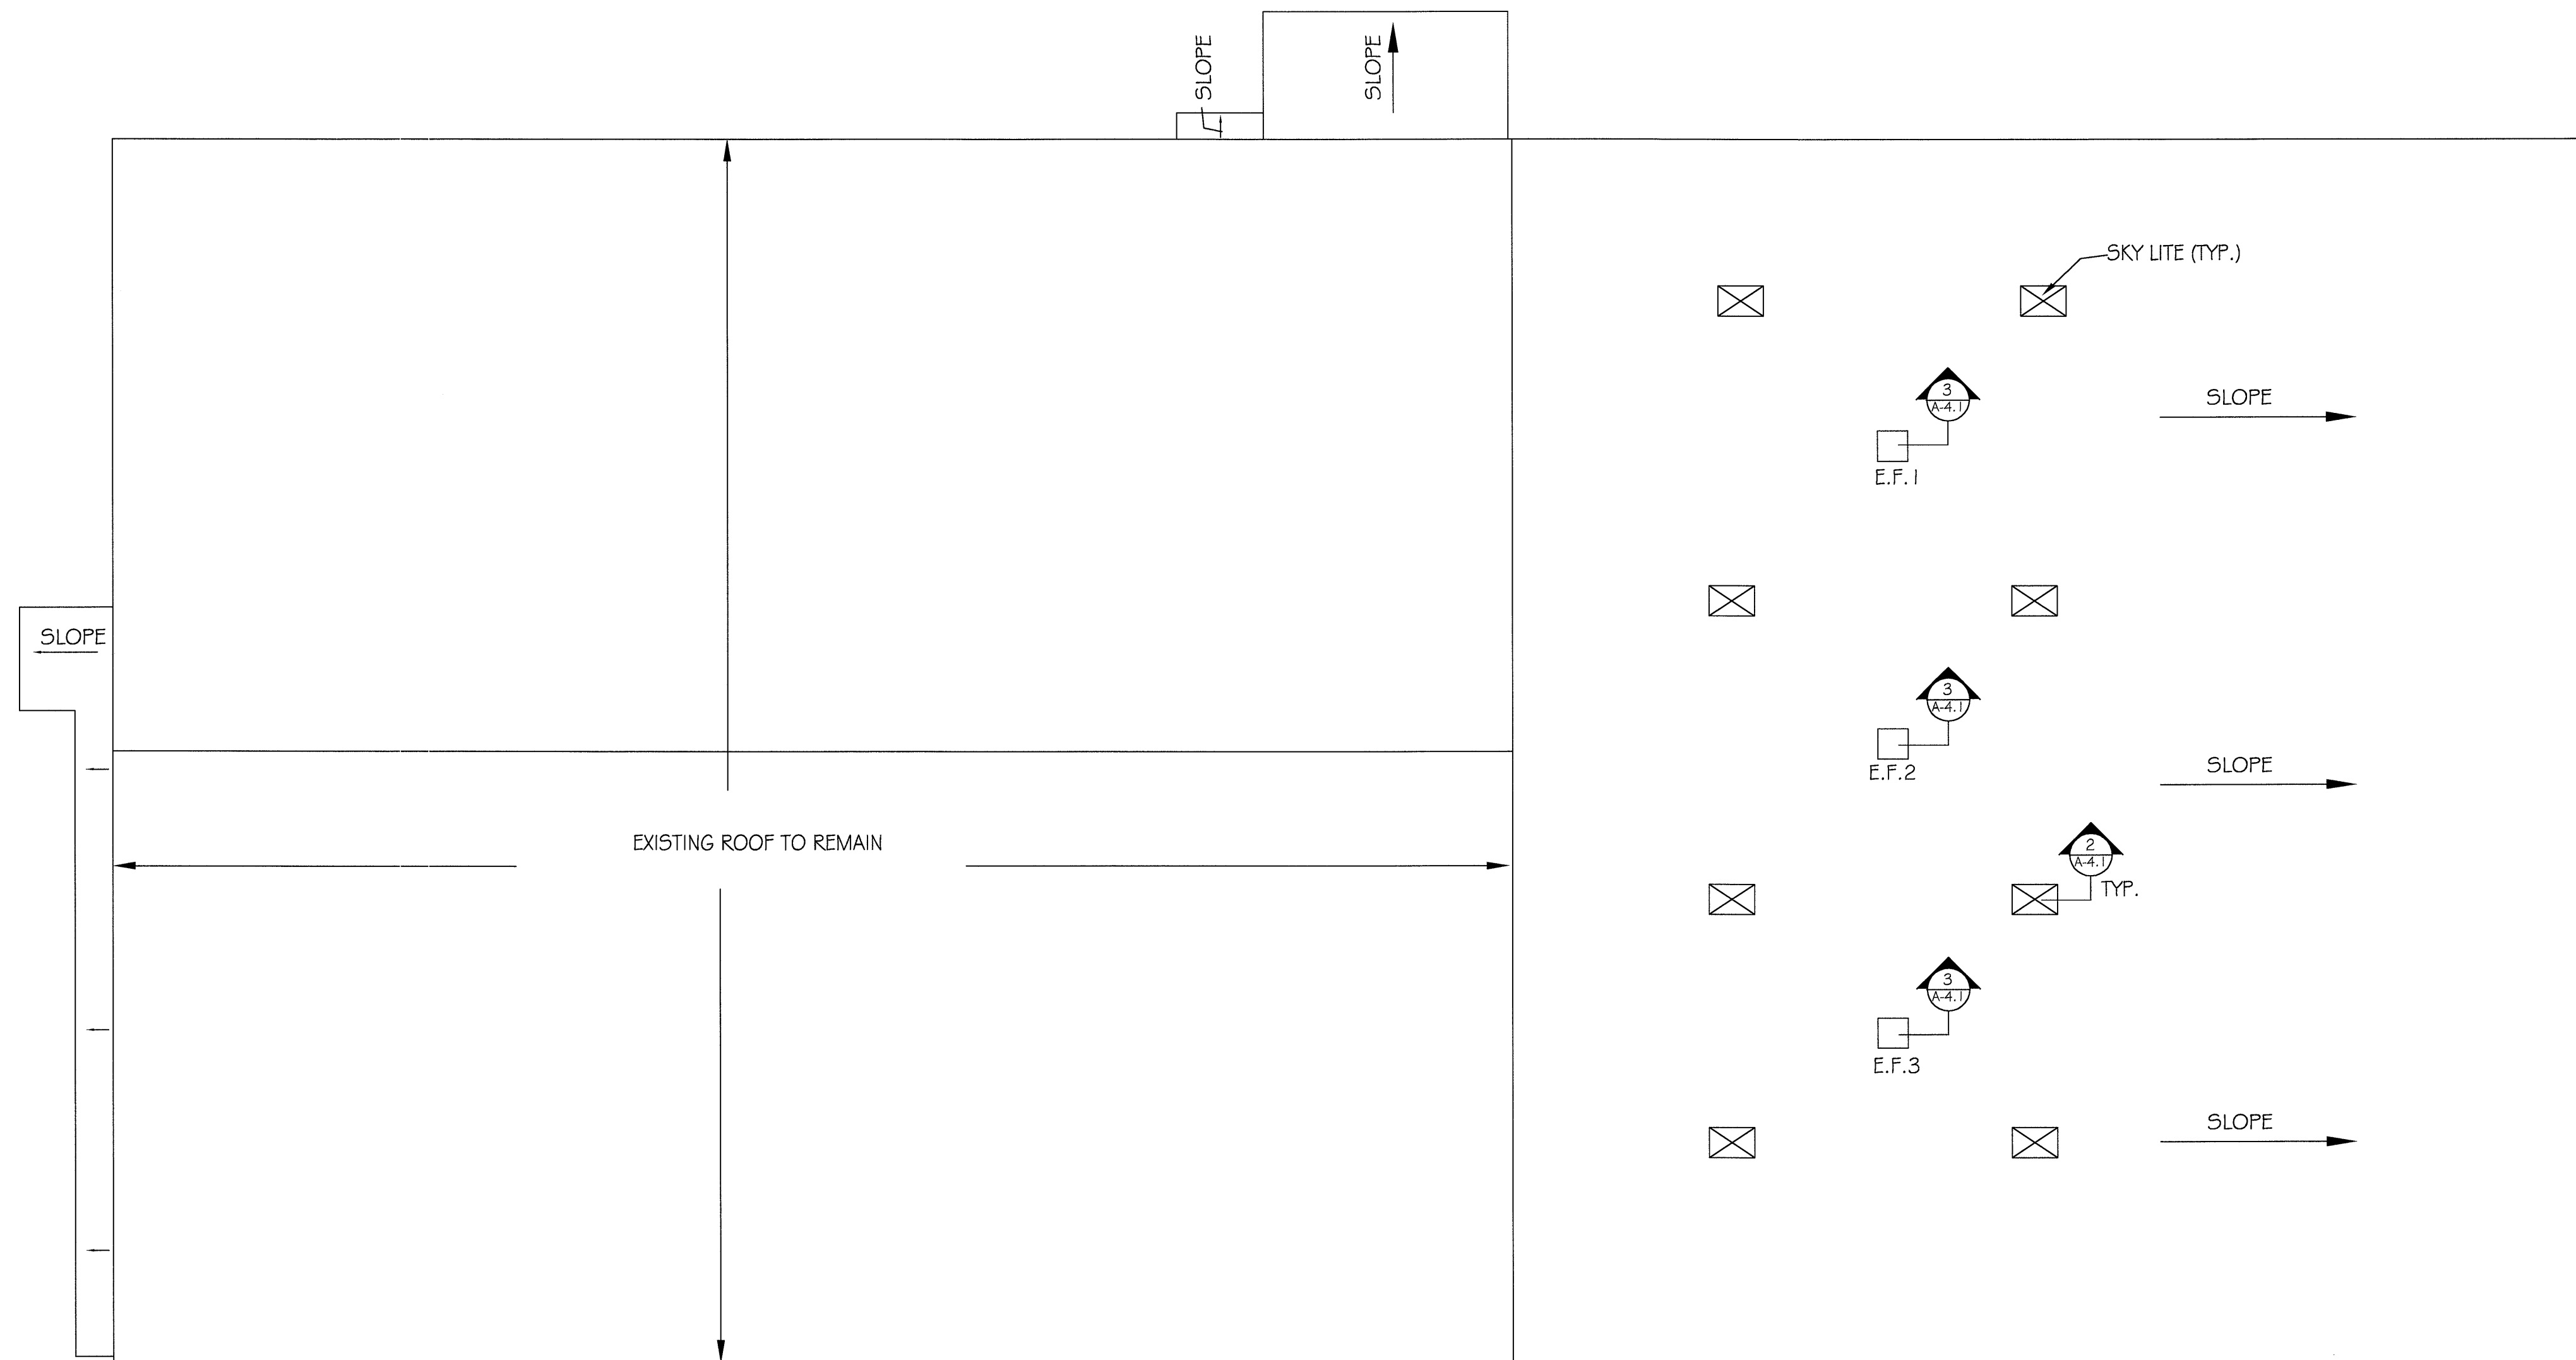 SLOPE
SLOPE
SKY LITE (TYP.)
3
A-4.1
SLOPE
E.F.1
SLOPE
3
A-4.1
E.F.2
SLOPE
EXISTING ROOF TO REMAIN
2
A-4.1
TYP.
3
A-4.1
E.F.3
SLOPE